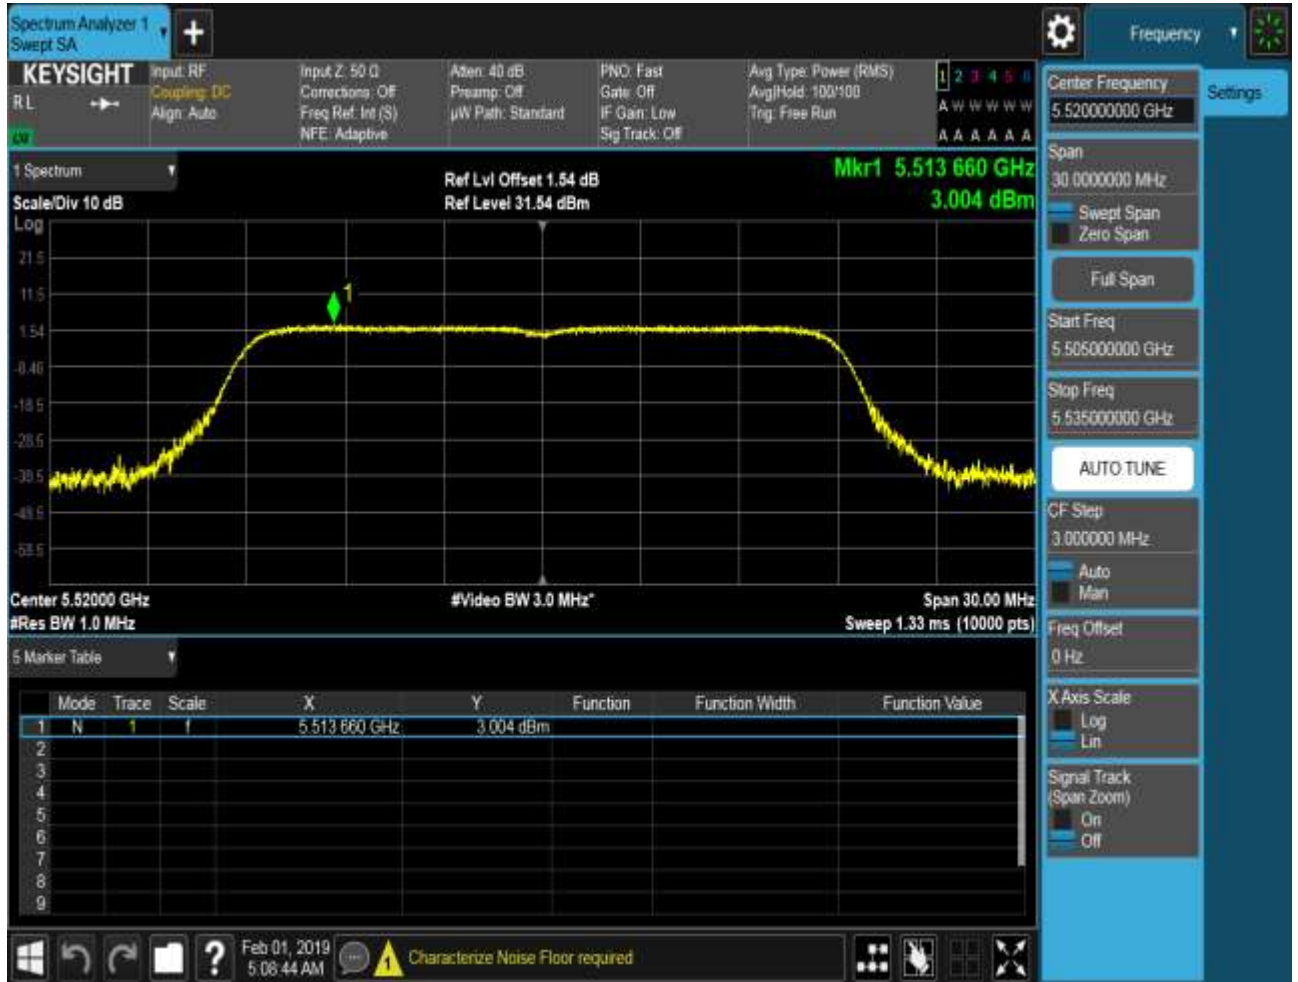 Spectrum Analyzer 1
Swept SA
+
Frequency
KEYSIGHT
R L
Input: RF
Coupling: DC
Align: Auto
Input Z: 50 Ω
Corrections: Off
Freq Ref: Int (S)
NFE: Adaptive
Atten: 40 dB
Preamp: Off
µW Path: Standard
PNO: Fast
Gate: Off
IF Gain: Low
Sig Track: Off
Avg Type: Power (RMS)
Avg|Hold: 100/100
Trig: Free Run
1 2 3 4 5 6
A W W W W W
A A A A A A
1 Spectrum
Scale/Div 10 dB
Ref Lvl Offset 1.54 dB
Ref Level 31.54 dBm
Mkr1 5.513 660 GHz
3.004 dBm
Log
21.5
11.5
1.54
-8.46
-18.5
-28.5
-38.5
-48.5
-58.5
1
Center 5.52000 GHz
#Res BW 1.0 MHz
#Video BW 3.0 MHz*
Span 30.00 MHz
Sweep 1.33 ms (10000 pts)
5 Marker Table
Mode Trace Scale X Y Function Function Width Function Value
1 N 1 f 5.513 660 GHz 3.004 dBm
2
3
4
5
6
7
8
9
Center Frequency
5.520000000 GHz
Settings
Span
30.0000000 MHz
Swept Span
Zero Span
Full Span
Start Freq
5.505000000 GHz
Stop Freq
5.535000000 GHz
AUTO TUNE
CF Step
3.000000 MHz
Auto
Man
Freq Offset
0 Hz
X Axis Scale
Log
Lin
Signal Track
(Span Zoom)
On
Off
?
Feb 01, 2019
5:08:44 AM
1
Characterize Noise Floor required